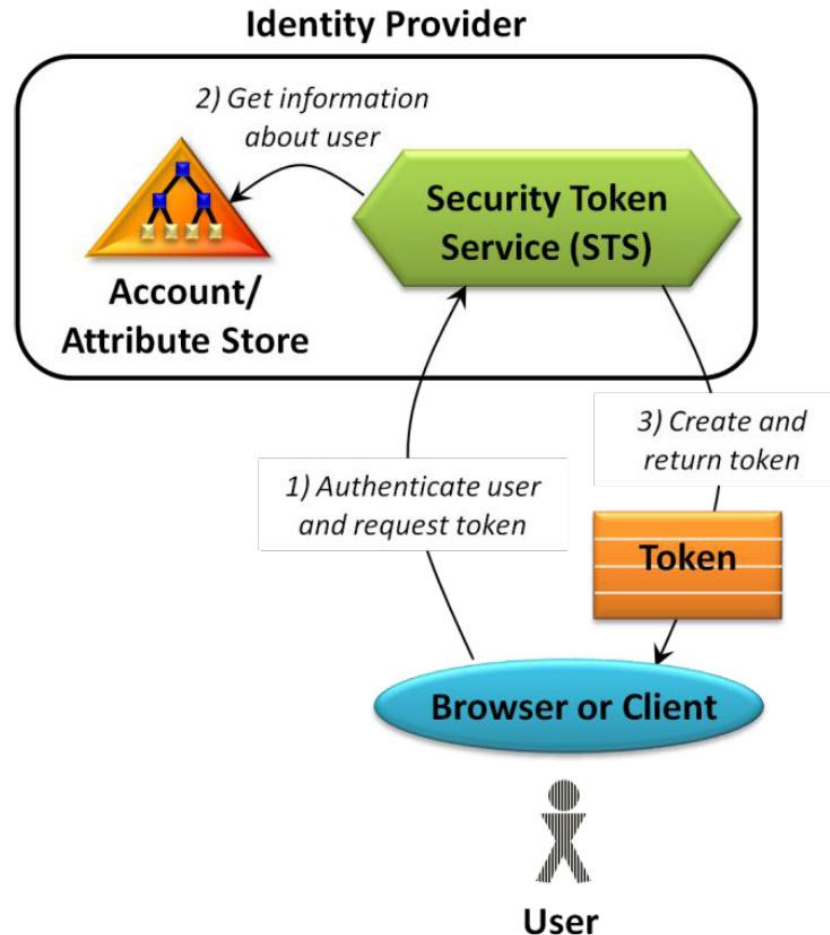 Identity Provider
2) Get information
about user
Security Token
Service (STS)
Account/
Attribute Store
3) Create and
return token
1) Authenticate user
and request token
Token
Browser or Client
User